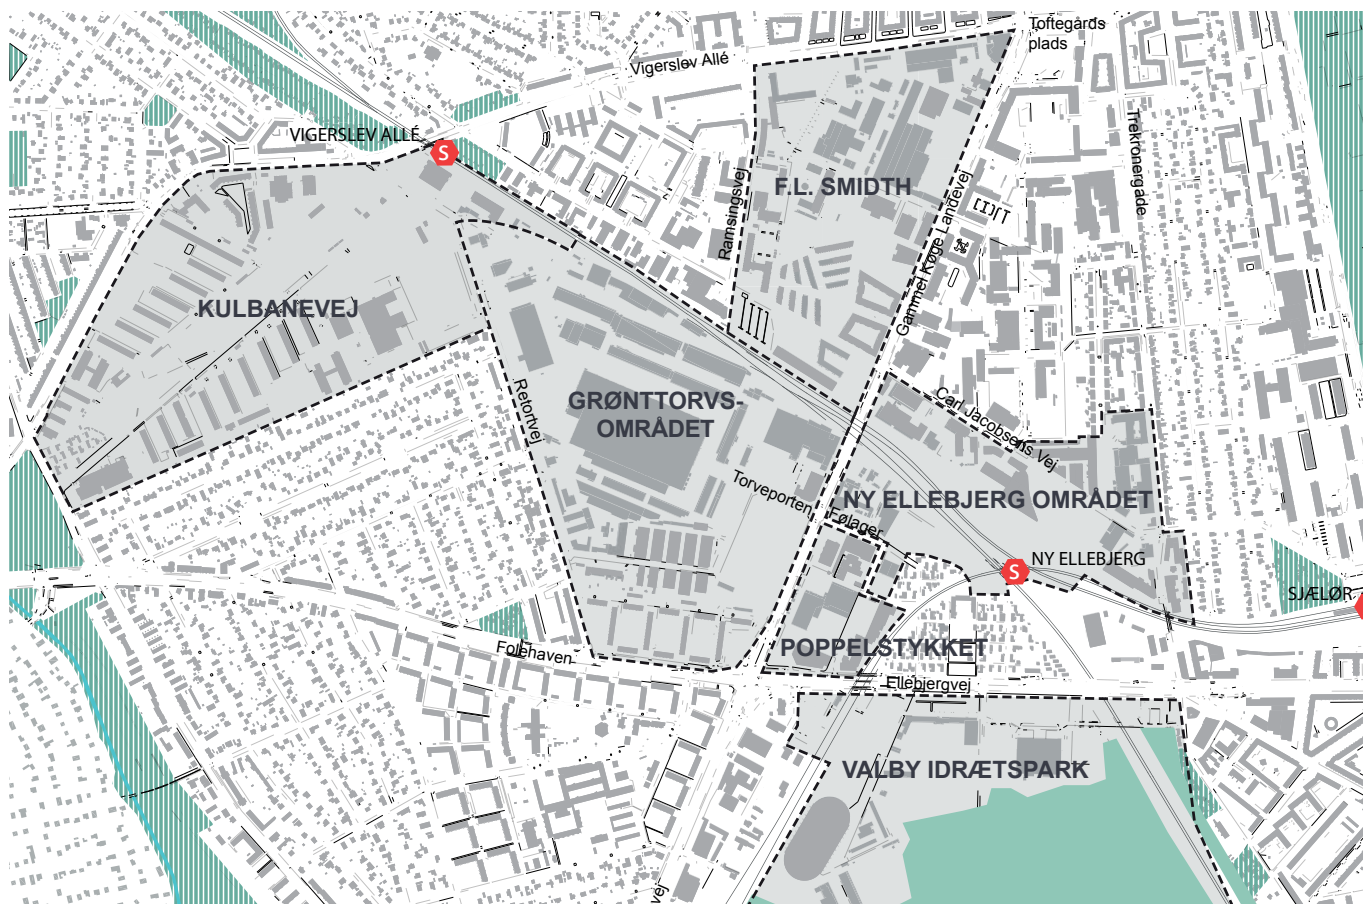 Toftegårds
plads
Vigerslev Allé
Trekronergade
VIGERSLEV ALLÉ
S
Ramsingsvej
F.L. SMIDTH
Gammel Køge Landevej
KULBANEVEJ
Retortvej
GRØNTTORVS-
OMRÅDET
Carl Jacobsens Vej
Torveporten
Følager
NY ELLEBJERG OMRÅDET
S
NY ELLEBJERG
SJÆLØR
Folehaven
POPPELSTYKKET
Ellebjergvej
VALBY IDRÆTSPARK
vej